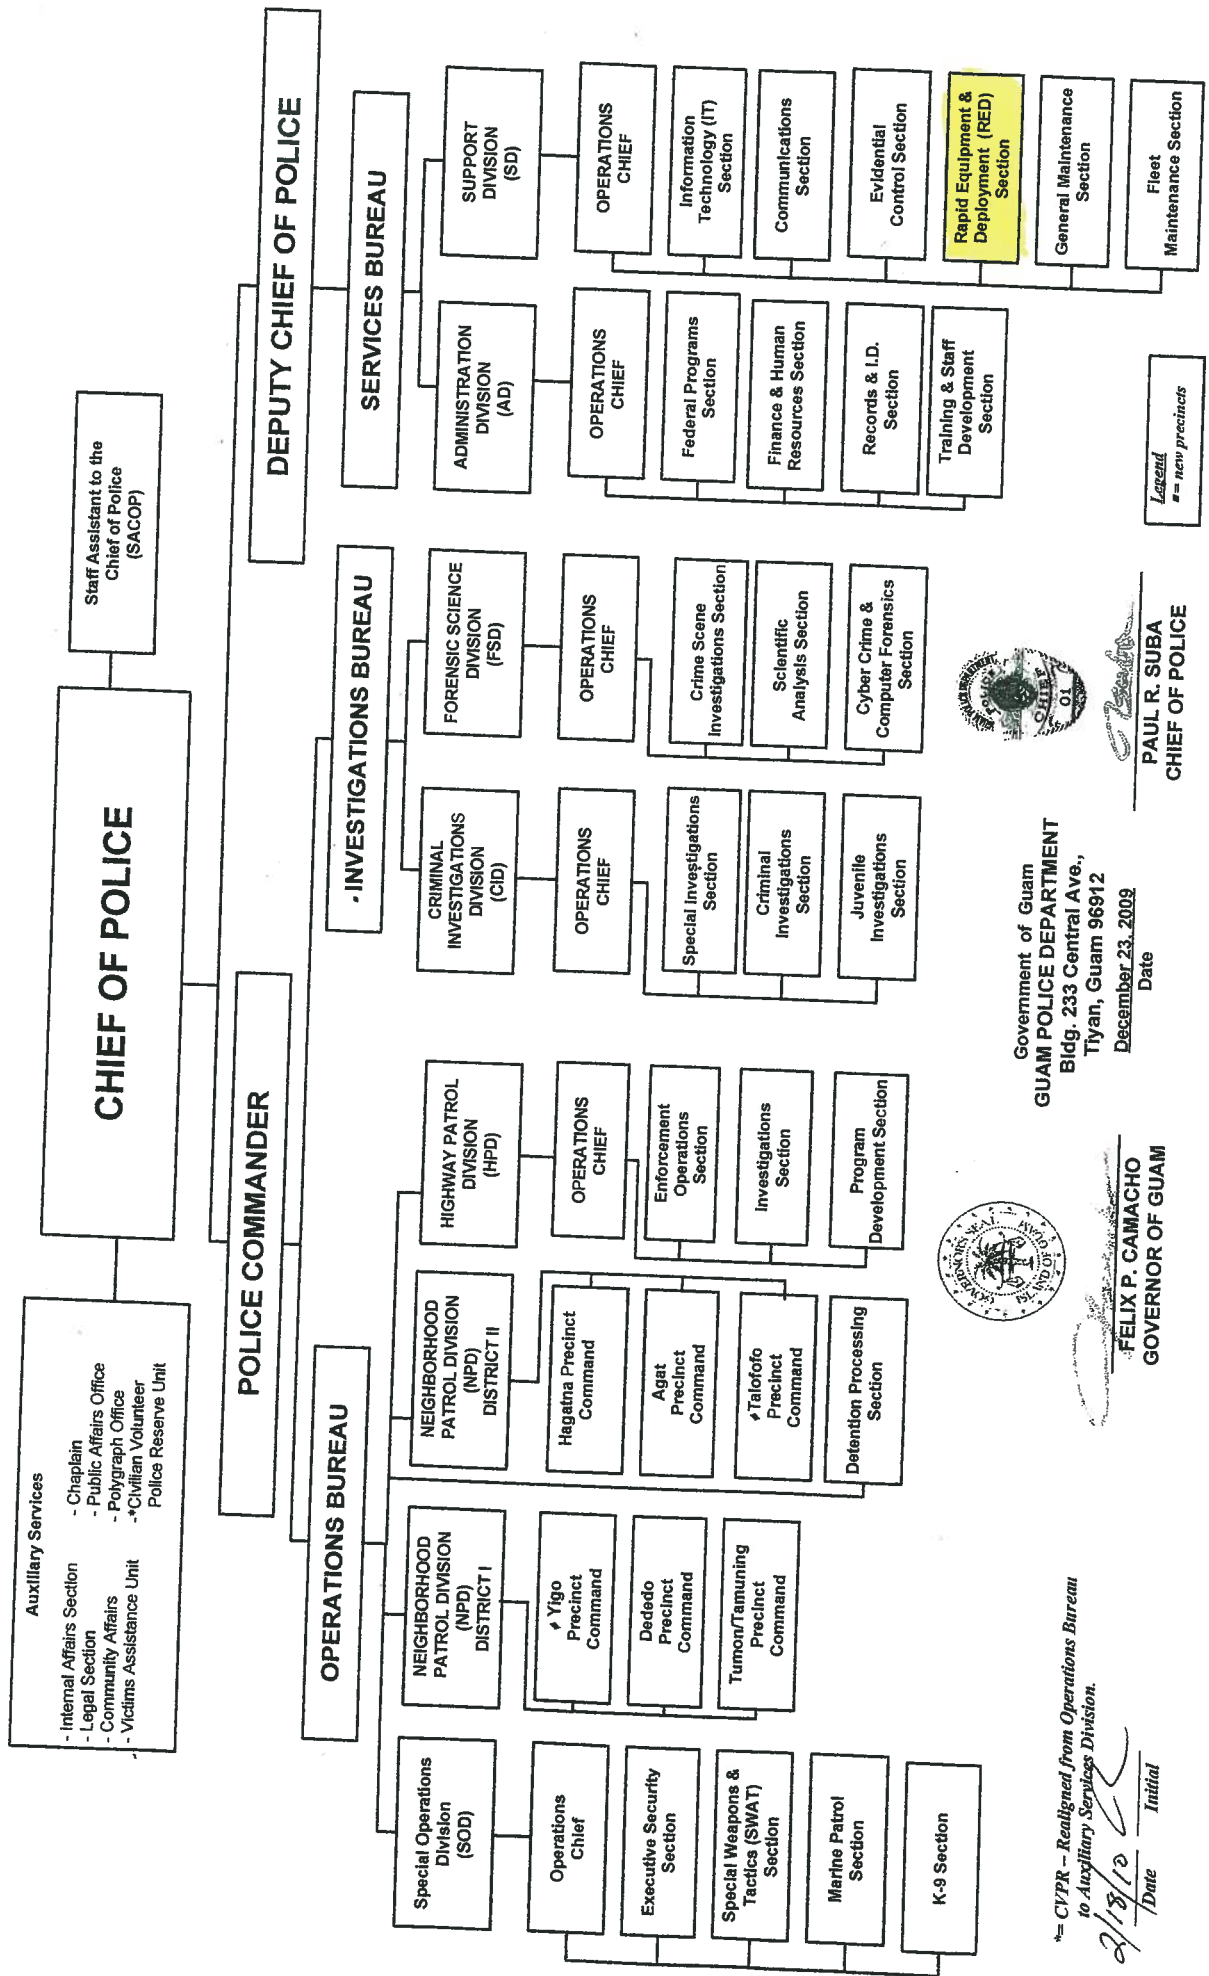 Auxiliary Services
- Internal Affairs Section
- Legal Section
- Community Affairs
- Victims Assistance Unit
- Chaplain
- Public Affairs Office
- Polygraph Office
-*Civilian Volunteer
Police Reserve Unit
CHIEF OF POLICE
Staff Assistant to the
Chief of Police
(SACOP)
POLICE COMMANDER
DEPUTY CHIEF OF POLICE
OPERATIONS BUREAU
INVESTIGATIONS BUREAU
SERVICES BUREAU
Special Operations
Division
(SOD)
Operations
Chief
Executive Security
Section
Special Weapons &
Tactics (SWAT)
Section
Marine Patrol
Section
K-9 Section
NEIGHBORHOOD
PATROL DIVISION
(NPD)
DISTRICT I
Yigo
Precinct
Command
Dededo
Precinct
Command
Tumon/Tamuning
Precinct
Command
NEIGHBORHOOD
PATROL DIVISION
(NPD)
DISTRICT II
Hagatna Precinct
Command
Agat
Precinct
Command
Talofofo
Precinct
Command
Detention Processing
Section
HIGHWAY PATROL
DIVISION
(HPD)
OPERATIONS
CHIEF
Enforcement
Operations
Section
Investigations
Section
Program
Development Section
CRIMINAL
INVESTIGATIONS
DIVISION
(CID)
OPERATIONS
CHIEF
Special Investigations
Section
Criminal
Investigations
Section
Juvenile
Investigations
Section
FORENSIC SCIENCE
DIVISION
(FSD)
OPERATIONS
CHIEF
Crime Scene
Investigations Section
Scientific
Analysis Section
Cyber Crime &
Computer Forensics
Section
ADMINISTRATION
DIVISION
(AD)
OPERATIONS
CHIEF
Federal Programs
Section
Finance & Human
Resources Section
Records & I.D.
Section
Training & Staff
Development
Section
SUPPORT
DIVISION
(SD)
OPERATIONS
CHIEF
Information
Technology (IT)
Section
Communications
Section
Evidential
Control Section
Rapid Equipment &
Deployment (RED)
Section
General Maintenance
Section
Fleet
Maintenance Section
*= CVPR – Realigned from Operations Bureau
to Auxiliary Services Division.
2/18/10
Date Initial
GOVERNORS SEAL
ISLAND OF GUAM
FELIX P. CAMACHO
GOVERNOR OF GUAM
Government of Guam
GUAM POLICE DEPARTMENT
Bldg. 233 Central Ave.,
Tiyan, Guam 96912
December 23, 2009
Date
POLICE
CHIEF
01
PAUL R. SUBA
CHIEF OF POLICE
Legend
= new precincts